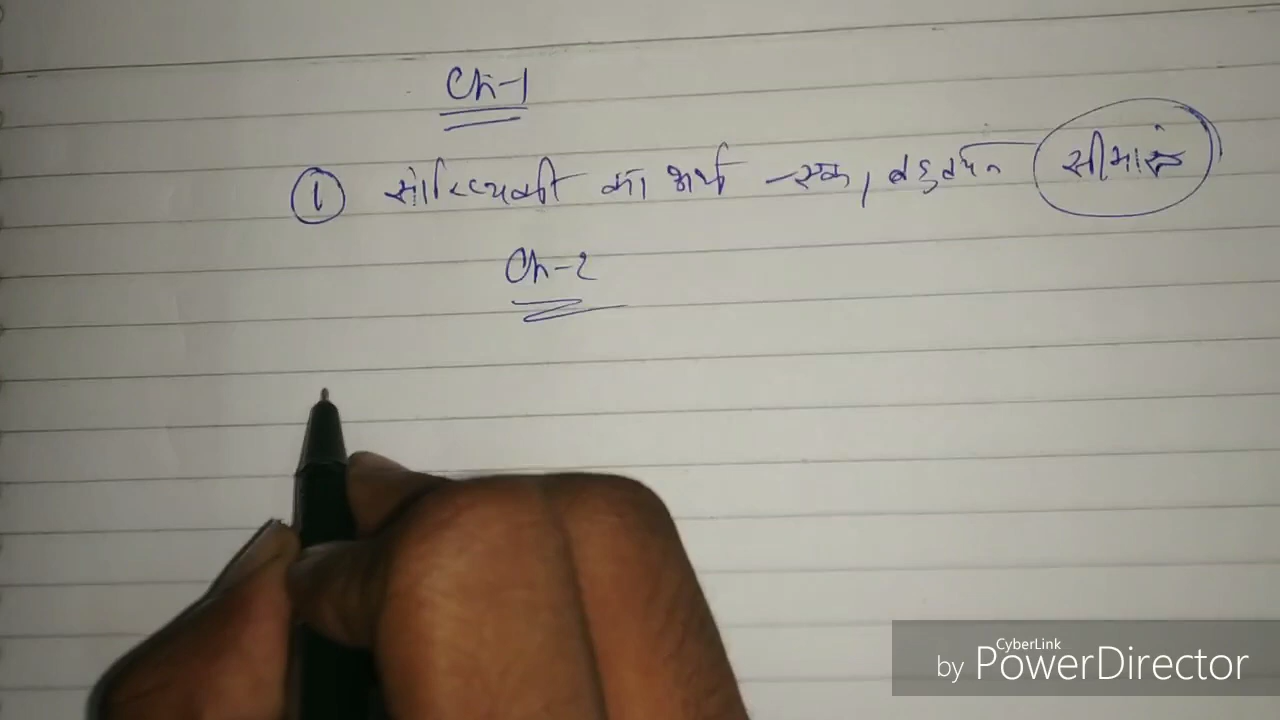 Ch-1
① सांख्यिकी का अर्थ - एक, बहुवचन सीमाएं
Ch-2
CyberLink
by PowerDirector